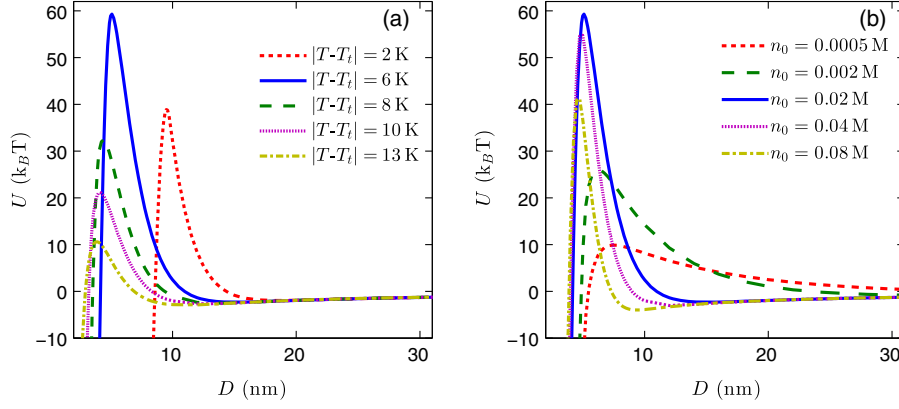 (a)
60
50
40
30
20
10
0
−10
U (k_BT)
|T-T_t| = 2 K
|T-T_t| = 6 K
|T-T_t| = 8 K
|T-T_t| = 10 K
|T-T_t| = 13 K
10 20 30
D (nm)
(b)
60
50
40
30
20
10
0
−10
U (k_BT)
n_0 = 0.0005 M
n_0 = 0.002 M
n_0 = 0.02 M
n_0 = 0.04 M
n_0 = 0.08 M
0 10 20 30
D (nm)